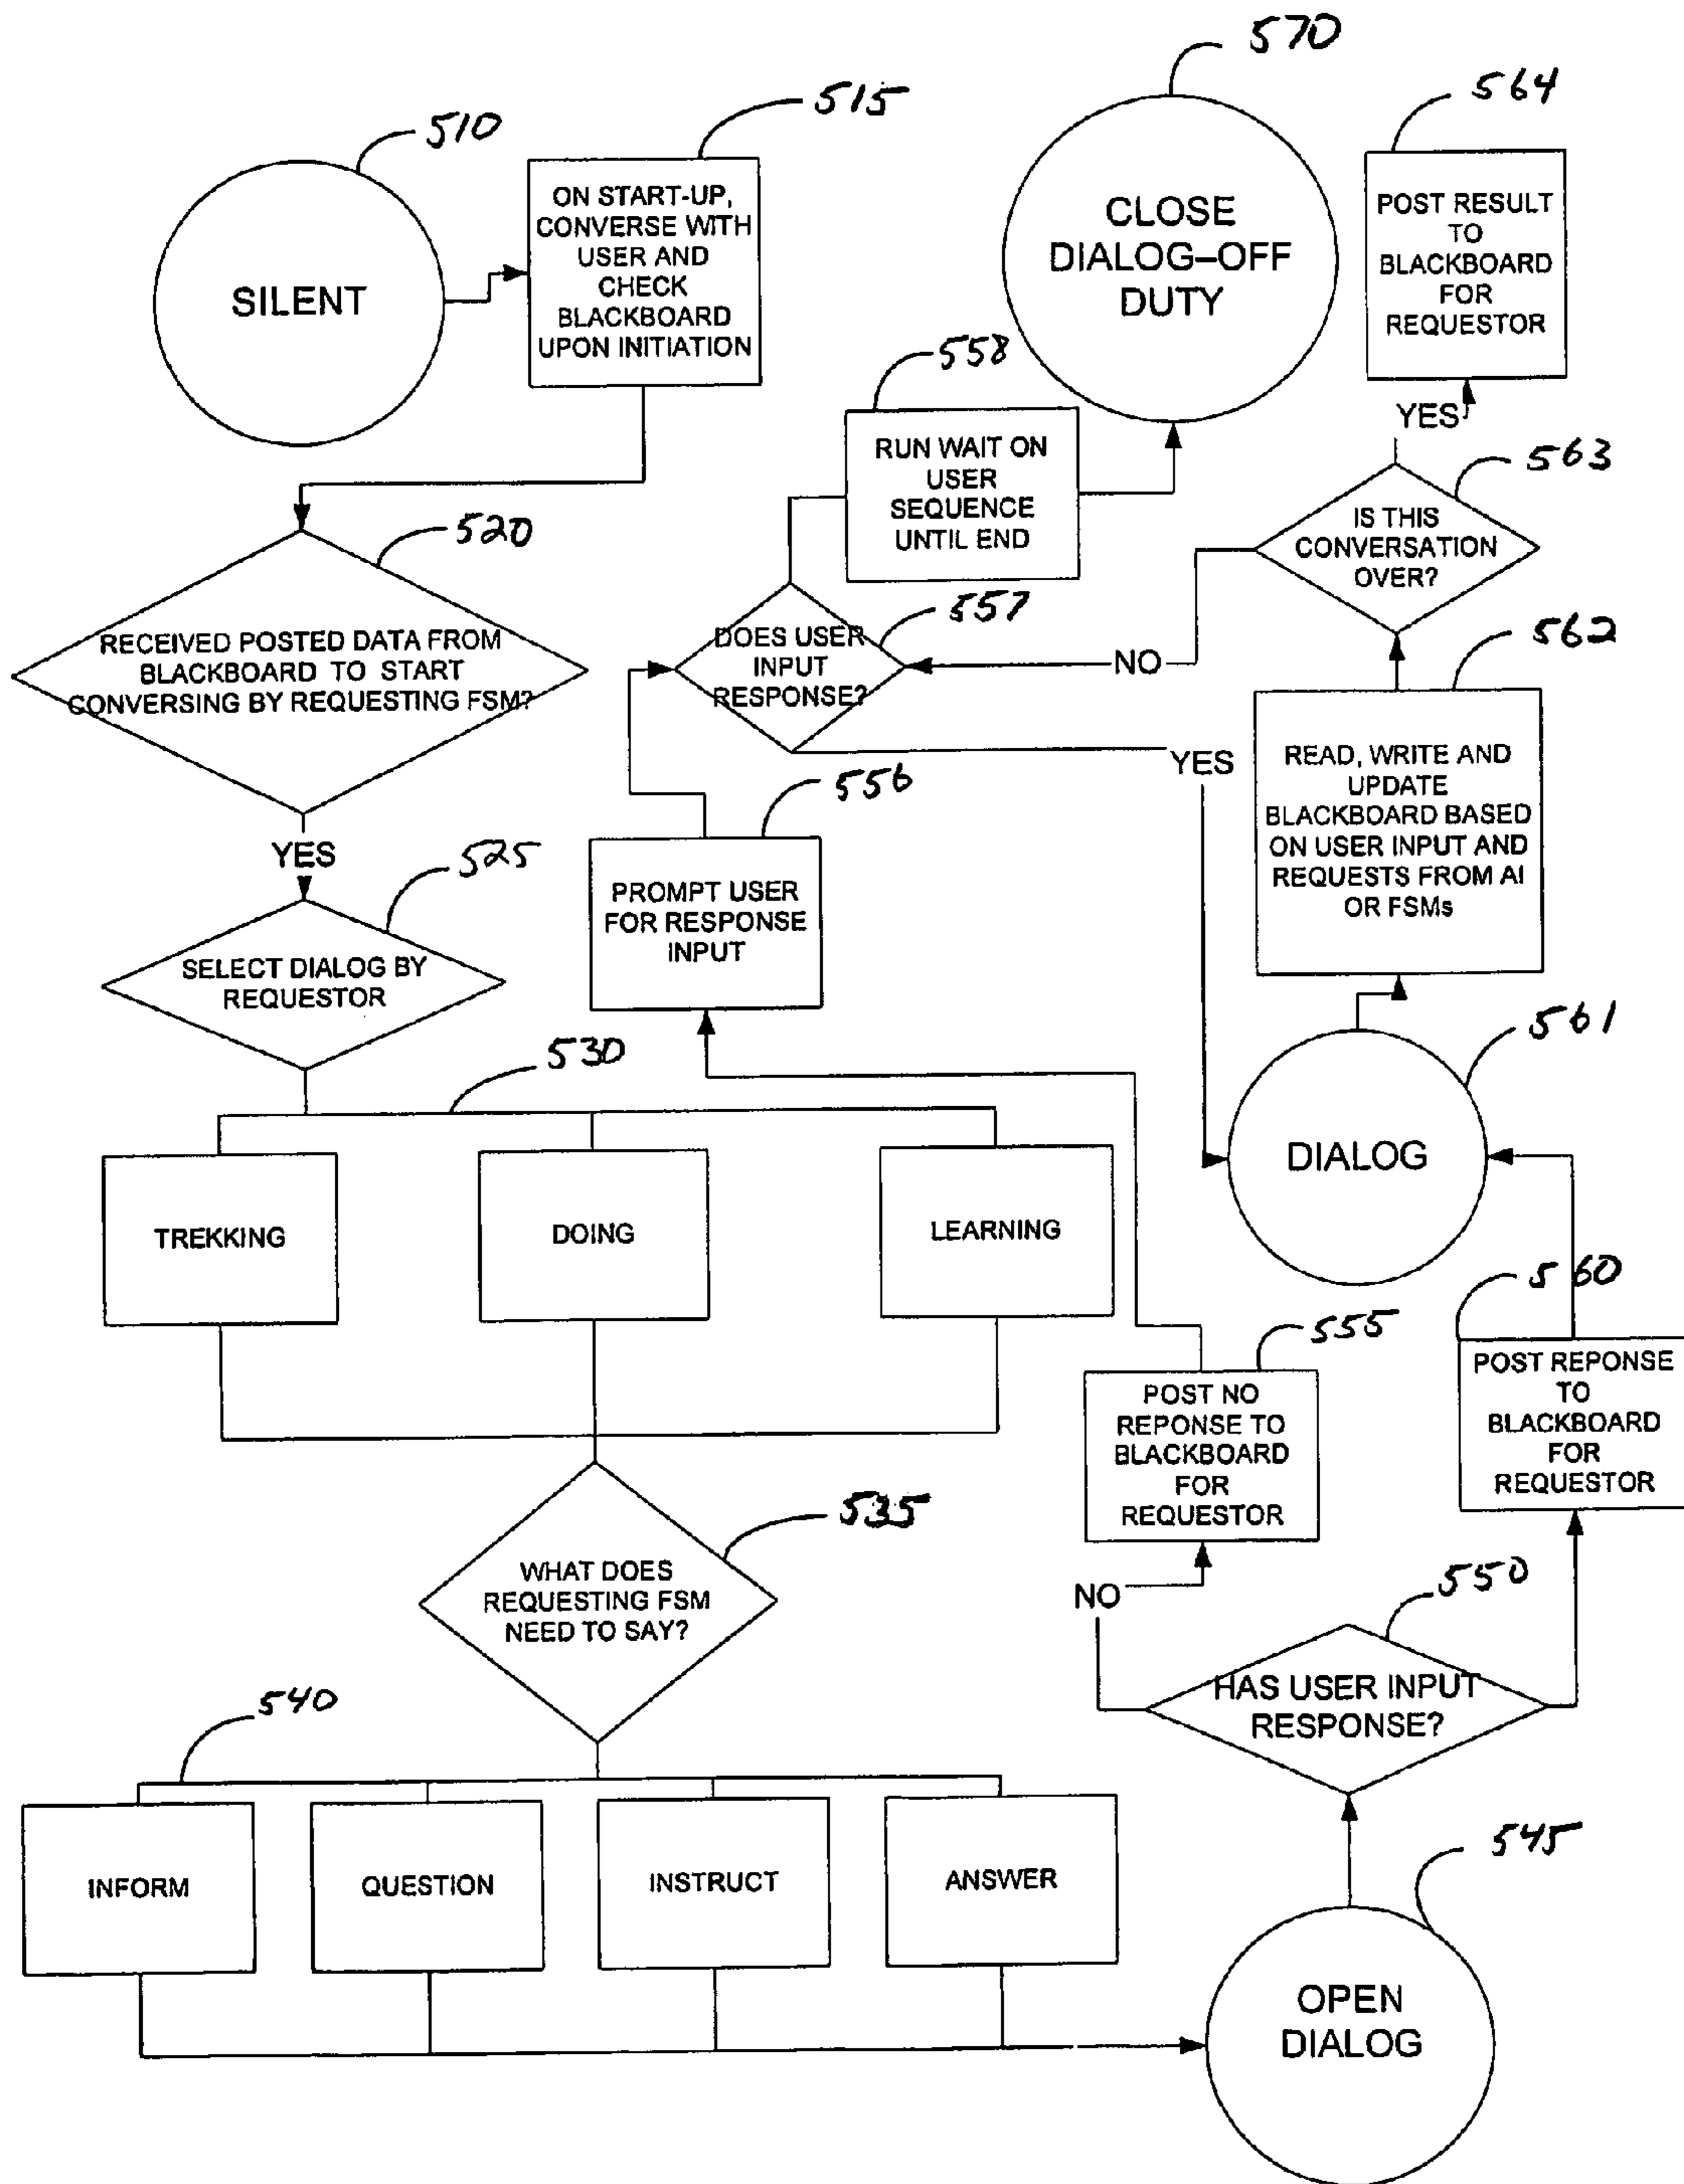 570
564
515
510
ON START-UP,
CONVERSE WITH
USER AND
CHECK
BLACKBOARD
UPON INITIATION
SILENT
CLOSE
DIALOG–OFF
DUTY
POST RESULT
TO
BLACKBOARD
FOR
REQUESTOR
558
YES
RUN WAIT ON
USER
SEQUENCE
UNTIL END
563
IS THIS
CONVERSATION
OVER?
520
RECEIVED POSTED DATA FROM
BLACKBOARD TO START
CONVERSING BY REQUESTING FSM?
557
DOES USER
INPUT
RESPONSE?
NO
562
YES
READ, WRITE AND
UPDATE
BLACKBOARD BASED
ON USER INPUT AND
REQUESTS FROM AI
OR FSMs
556
PROMPT USER
FOR RESPONSE
INPUT
YES
525
SELECT DIALOG BY
REQUESTOR
530
561
DIALOG
TREKKING
DOING
LEARNING
560
555
POST NO
REPONSE TO
BLACKBOARD
FOR
REQUESTOR
POST REPONSE
TO
BLACKBOARD
FOR
REQUESTOR
535
WHAT DOES
REQUESTING FSM
NEED TO SAY?
NO
550
HAS USER INPUT
RESPONSE?
540
INFORM
QUESTION
INSTRUCT
ANSWER
545
OPEN
DIALOG